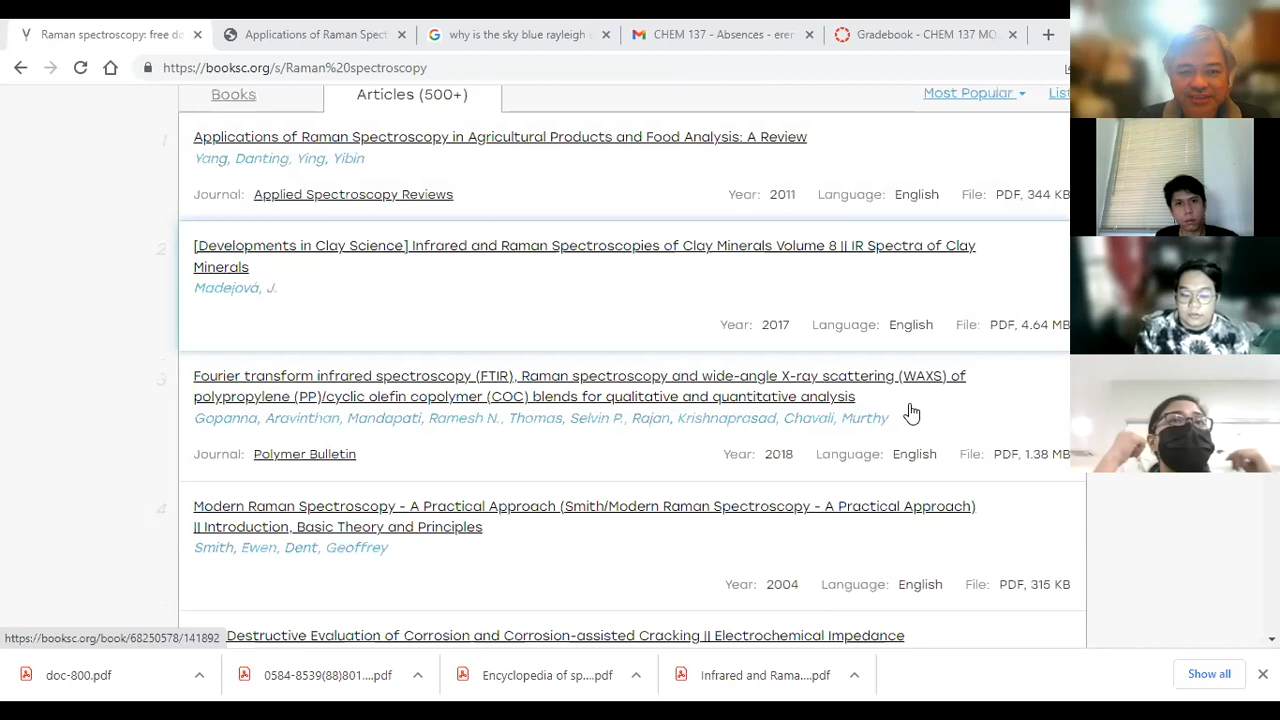 Raman spectroscopy: free do
Applications of Raman Spect
why is the sky blue rayleigh s
CHEM 137 - Absences - eren
Gradebook - CHEM 137 MO
https://booksc.org/s/Raman%20spectroscopy
Books
Articles (500+)
Most Popular
Lis
1
Applications of Raman Spectroscopy in Agricultural Products and Food Analysis: A Review
Yang, Danting, Ying, Yibin
Journal: Applied Spectroscopy Reviews
Year: 2011 Language: English File: PDF, 344 KB
2
[Developments in Clay Science] Infrared and Raman Spectroscopies of Clay Minerals Volume 8 || IR Spectra of Clay
Minerals
Madejová, J.
Year: 2017 Language: English File: PDF, 4.64 MB
3
Fourier transform infrared spectroscopy (FTIR), Raman spectroscopy and wide-angle X-ray scattering (WAXS) of
polypropylene (PP)/cyclic olefin copolymer (COC) blends for qualitative and quantitative analysis
Gopanna, Aravinthan, Mandapati, Ramesh N., Thomas, Selvin P., Rajan, Krishnaprasad, Chavali, Murthy
Journal: Polymer Bulletin
Year: 2018 Language: English File: PDF, 1.38 MB
4
Modern Raman Spectroscopy - A Practical Approach (Smith/Modern Raman Spectroscopy - A Practical Approach)
|| Introduction, Basic Theory and Principles
Smith, Ewen, Dent, Geoffrey
Year: 2004 Language: English File: PDF, 315 KB
Destructive Evaluation of Corrosion and Corrosion-assisted Cracking || Electrochemical Impedance
https://booksc.org/book/68250578/141892
doc-800.pdf
0584-8539(88)801....pdf
Encyclopedia of sp....pdf
Infrared and Rama....pdf
Show all